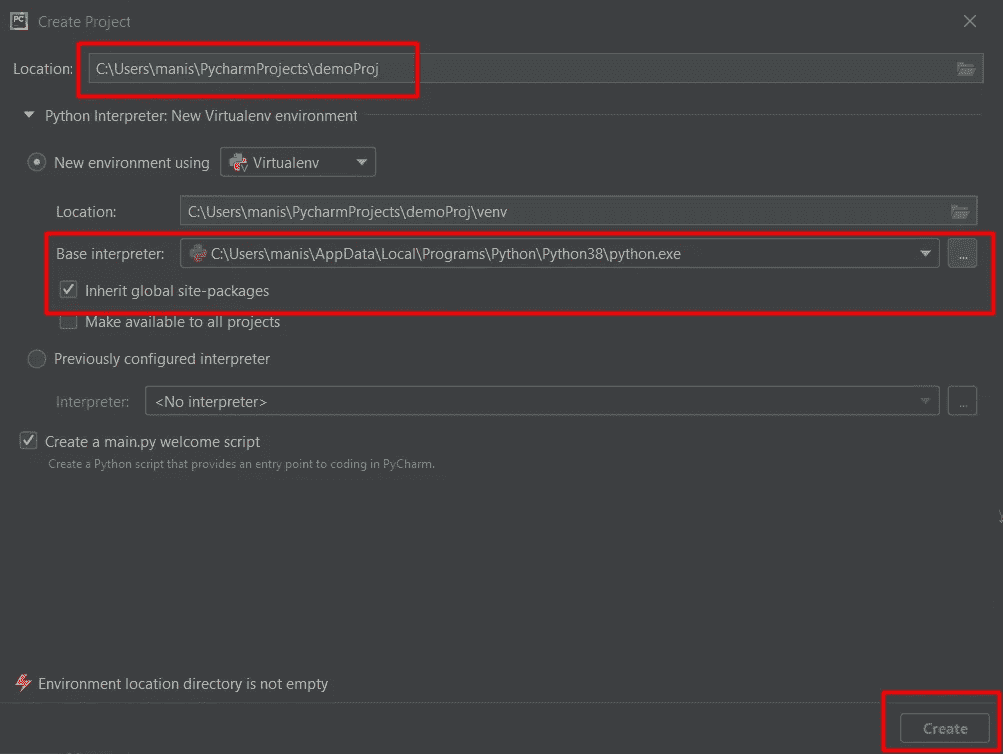 PC Create Project
Location: C:\Users\manis\PycharmProjects\demoProj
Python Interpreter: New Virtualenv environment
New environment using Virtualenv
Location: C:\Users\manis\PycharmProjects\demoProj\venv
Base interpreter: C:\Users\manis\AppData\Local\Programs\Python\Python38\python.exe ...
Inherit global site-packages
Make available to all projects
Previously configured interpreter
Interpreter: <No interpreter> ...
Create a main.py welcome script
Create a Python script that provides an entry point to coding in PyCharm.
Environment location directory is not empty
Create